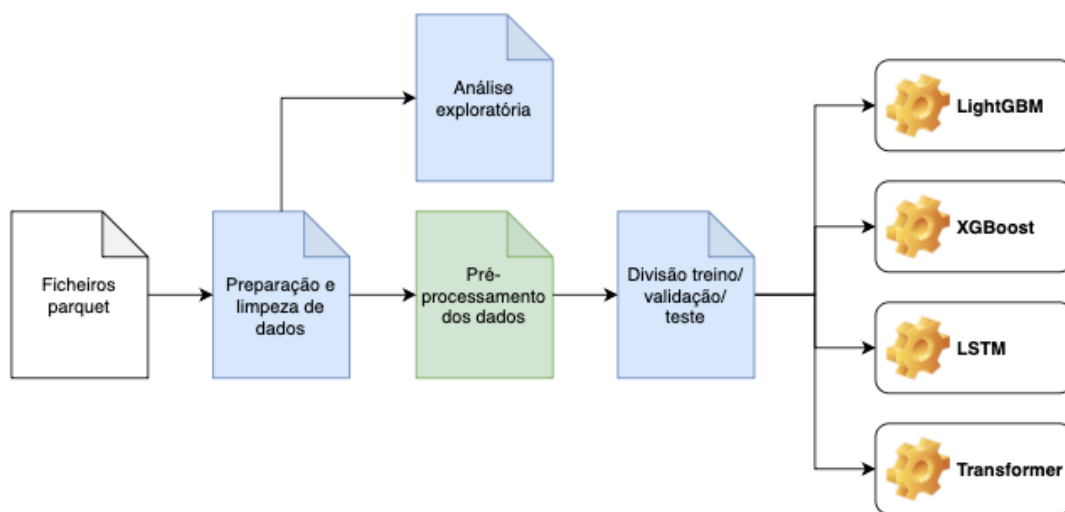 Análise
exploratória
Ficheiros
parquet
Preparação e
limpeza de
dados
Pré-
processamento
dos dados
Divisão treino/
validação/
teste
LightGBM
XGBoost
LSTM
Transformer